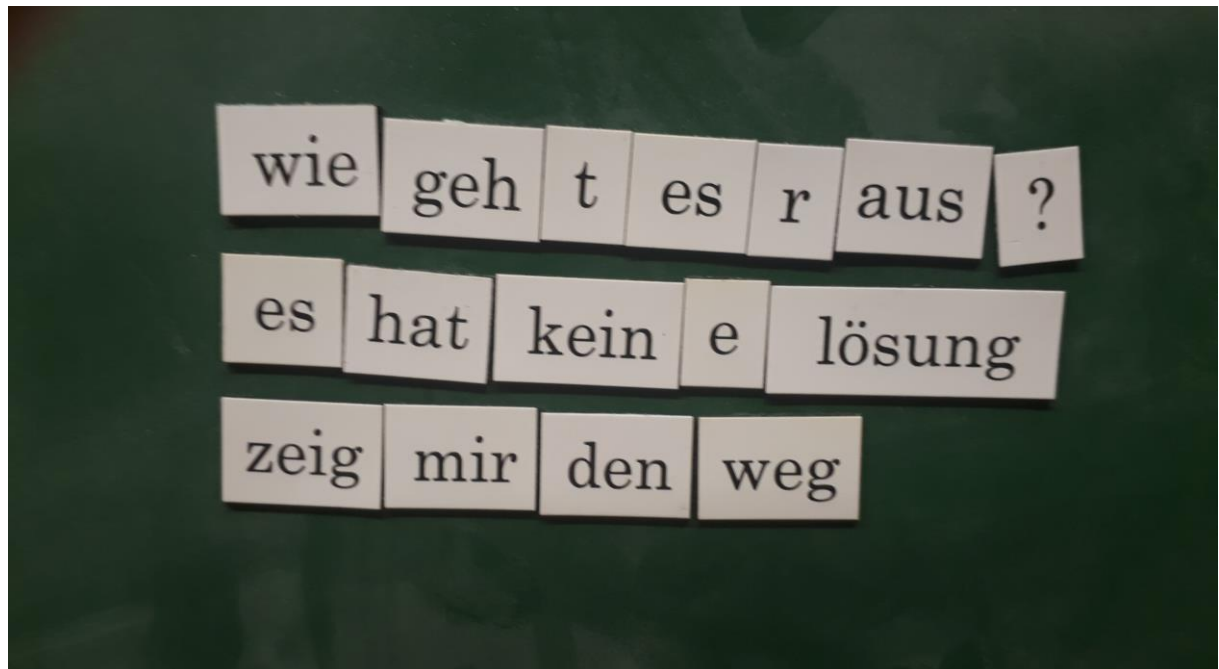 wie geh t es r aus ?
es hat kein e lösung
zeig mir den weg